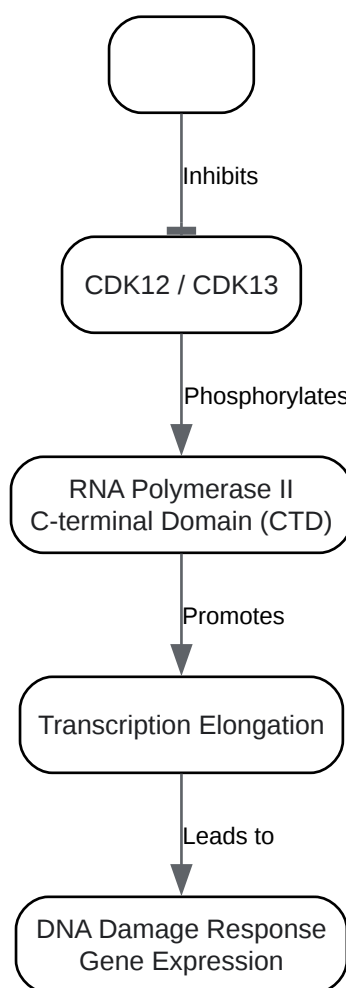 Inhibits
CDK12 / CDK13
Phosphorylates
RNA Polymerase II
C-terminal Domain (CTD)
Promotes
Transcription Elongation
Leads to
DNA Damage Response
Gene Expression